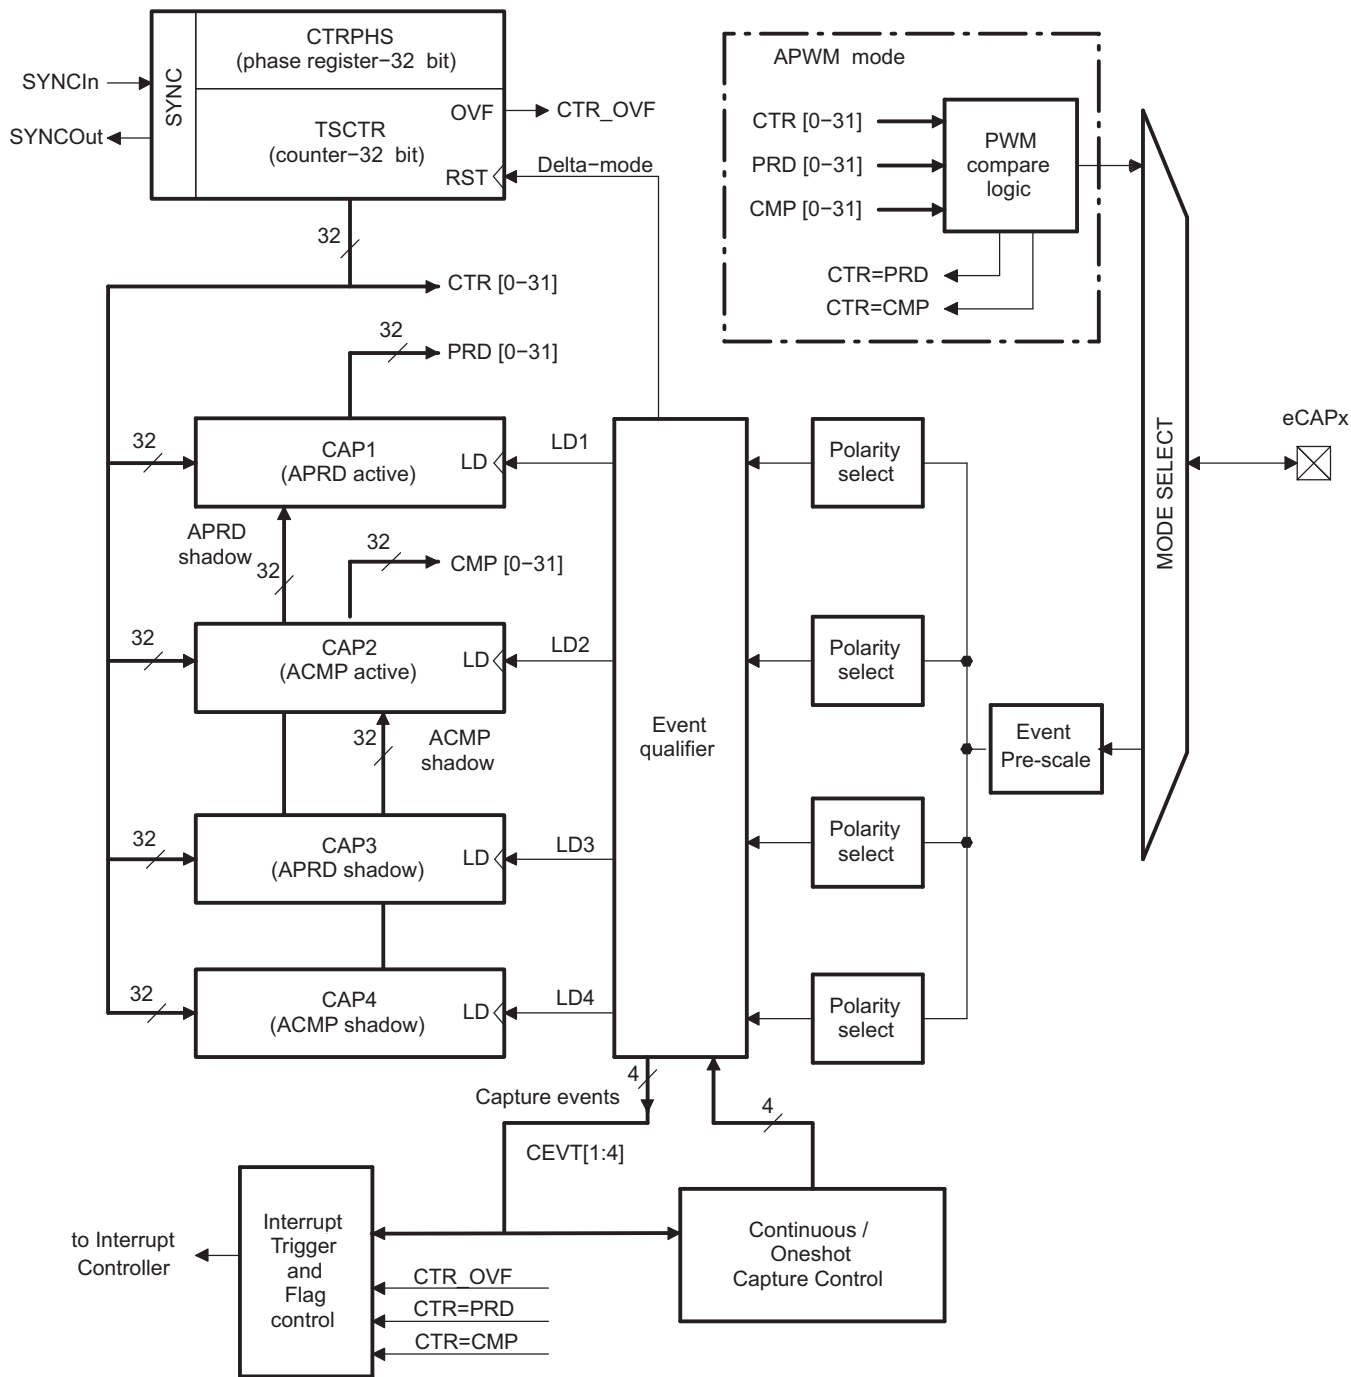 CTRPHS
(phase register−32 bit)
SYNC
SYNCIn
SYNCOut
OVF
CTR_OVF
TSCTR
(counter−32 bit)
RST
Delta−mode
32
CTR [0−31]
32
PRD [0−31]
APWM mode
CTR [0−31]
PRD [0−31]
CMP [0−31]
PWM
compare
logic
CTR=PRD
CTR=CMP
MODE SELECT
eCAPx
32
CAP1
(APRD active)
LD
LD1
Polarity
select
APRD
shadow
32
32
CMP [0−31]
32
CAP2
(ACMP active)
LD
LD2
Polarity
select
Event
qualifier
32
ACMP
shadow
Event
Pre-scale
32
CAP3
(APRD shadow)
LD
LD3
Polarity
select
32
CAP4
(ACMP shadow)
LD
LD4
Polarity
select
4
Capture events
CEVT[1:4]
4
to Interrupt
Controller
Interrupt
Trigger
and
Flag
control
CTR_OVF
CTR=PRD
CTR=CMP
Continuous /
Oneshot
Capture Control